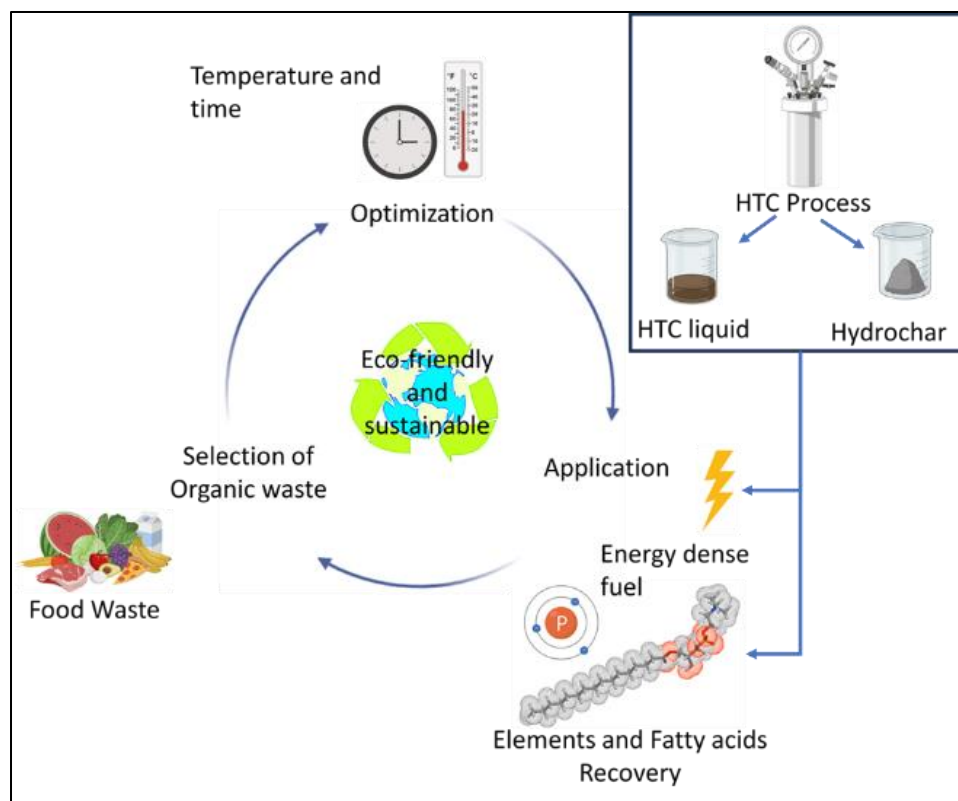 Temperature and
time
°F
°C
Optimization
HTC Process
HTC liquid
Hydrochar
Eco-friendly
and
sustainable
Selection of
Organic waste
Application
Food Waste
Energy dense
fuel
P
Elements and Fatty acids
Recovery